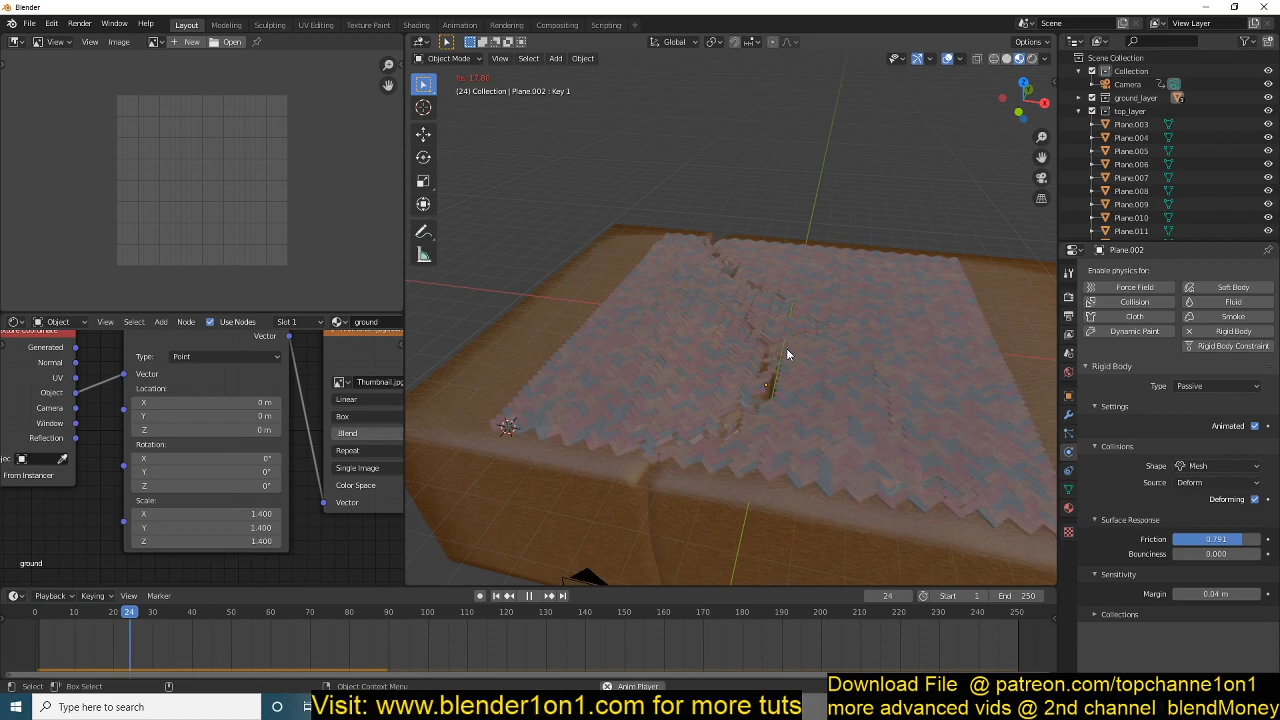 Blender
File Edit Render Window Help Layout Modeling Sculpting UV Editing Texture Paint Shading Animation Rendering Compositing Scripting Scene View Layer
View View Image New Open Global Options
Object Mode View Select Add Object
fps: 17.80
(24) Collection | Plane.002 : Key 1
X
Z
Scene Collection
Collection
Camera
ground_layer
top_layer
Plane.003
Plane.004
Plane.005
Plane.006
Plane.007
Plane.008
Plane.009
Plane.010
Plane.011
Plane.002
Enable physics for:
Force Field Soft Body
Collision Fluid
Cloth Smoke
Dynamic Paint Rigid Body
Rigid Body Constraint
Rigid Body
Type Passive
Settings
Animated
Collisions
Shape Mesh
Source Deform
Deforming
Surface Response
Friction 0.791
Bounciness 0.000
Sensitivity
Margin 0.04 m
Collections
Object View Select Add Node Use Nodes Slot 1 ground
Generated
Normal
UV
Object
Camera
Window
Reflection
From Instancer
Vector
Type: Point
Vector
Location:
X 0 m
Y 0 m
Z 0 m
Rotation:
X 0°
Y 0°
Z 0°
Scale:
X 1.400
Y 1.400
Z 1.400
Thumbnail.jpg
Linear
Box
Blend
Repeat
Single Image
Color Space
Vector
ground
Playback Keying View Marker 24 Start 1 End 250
0 10 20 24 30 40 50 60 70 80 90 100 110 120 130 140 150 160 170 180 190 200 210 220 230 240 250
Select Box Select Object Context Menu Anim Player
Type here to search
Visit: www.blender1on1.com for more tuts
Download File @ patreon.com/topchanne1on1
more advanced vids @ 2nd channel blendMoney